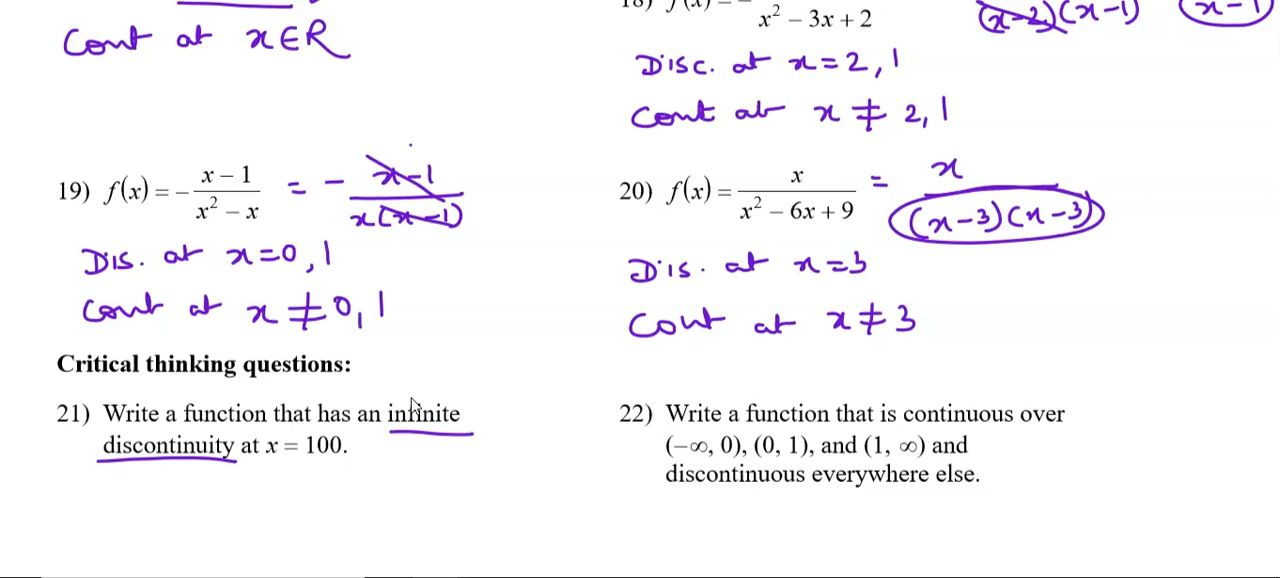 18) f(x) =
x² − 3x + 2
(x-2)(x-1)
(x-1
Cont at x∈R
Disc. at x=2,1
Cont at x ≠ 2,1
19) f(x) = − (x − 1)/(x² − x) = - (x-1)/(x(x-1))
20) f(x) = x/(x² − 6x + 9) = x/((x-3)(x-3))
Dis. at x=0,1
Dis. at x=3
Cont at x≠0,1
Cont at x≠3
Critical thinking questions:
21) Write a function that has an infinite
discontinuity at x = 100.
22) Write a function that is continuous over
(−∞, 0), (0, 1), and (1, ∞) and
discontinuous everywhere else.